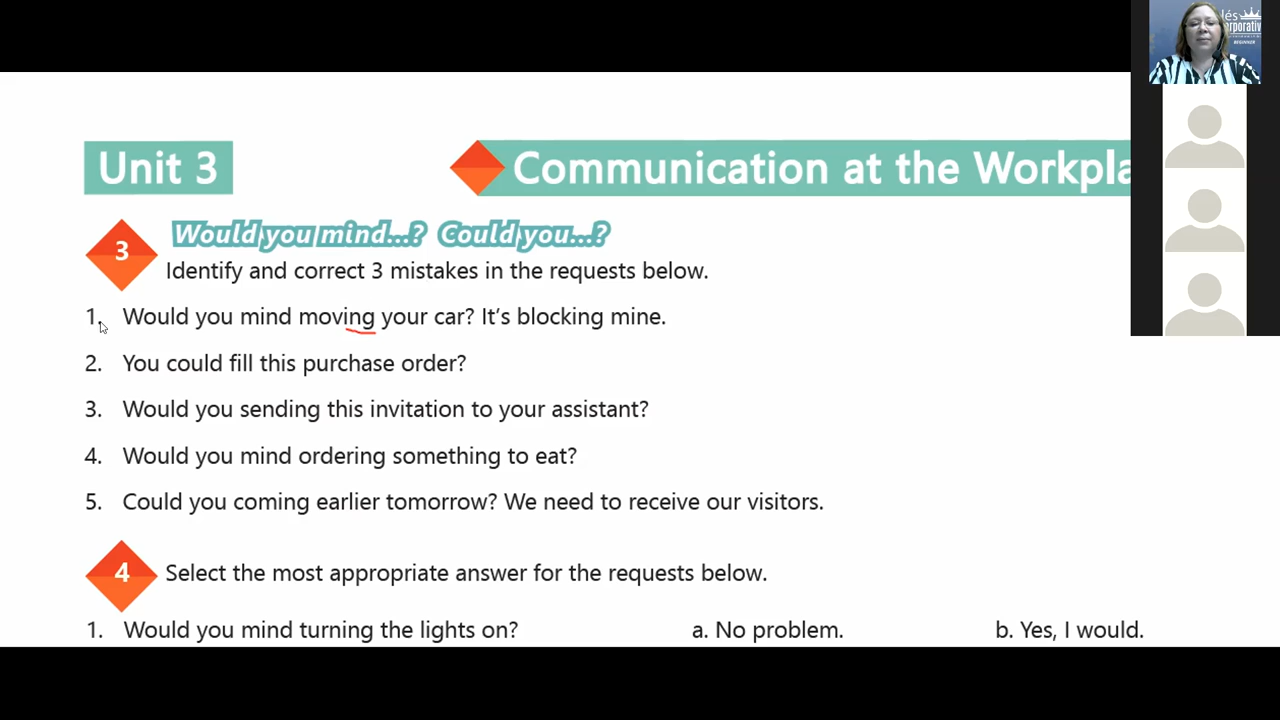 Unit 3
Communication at the Workpla
3
Would you mind...? Could you...?
Identify and correct 3 mistakes in the requests below.
1. Would you mind moving your car? It's blocking mine.
2. You could fill this purchase order?
3. Would you sending this invitation to your assistant?
4. Would you mind ordering something to eat?
5. Could you coming earlier tomorrow? We need to receive our visitors.
4
Select the most appropriate answer for the requests below.
1. Would you mind turning the lights on? a. No problem. b. Yes, I would.
lés
rporativ
BEGINNER